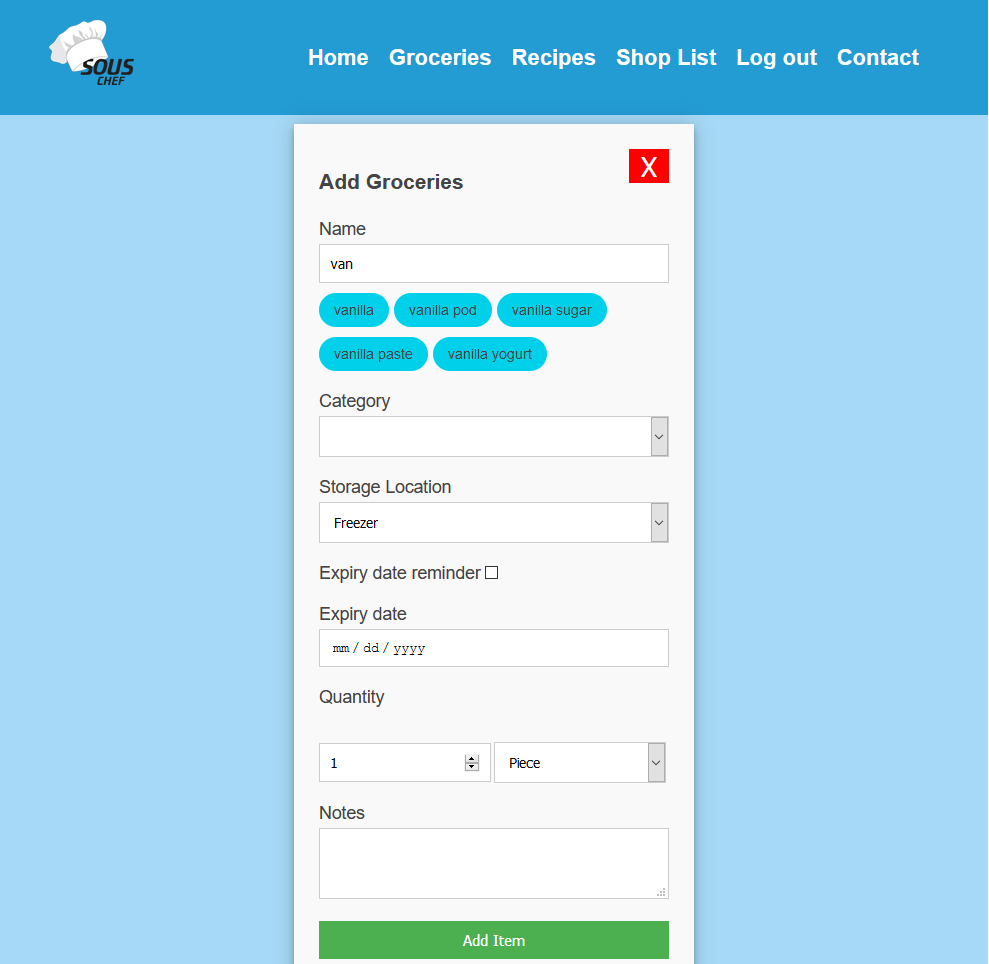 SOUS
CHEF
Home Groceries Recipes Shop List Log out Contact
X
Add Groceries
Name
van
vanilla vanilla pod vanilla sugar
vanilla paste vanilla yogurt
Category
Storage Location
Freezer
Expiry date reminder
Expiry date
mm / dd / yyyy
Quantity
1 Piece
Notes
Add Item